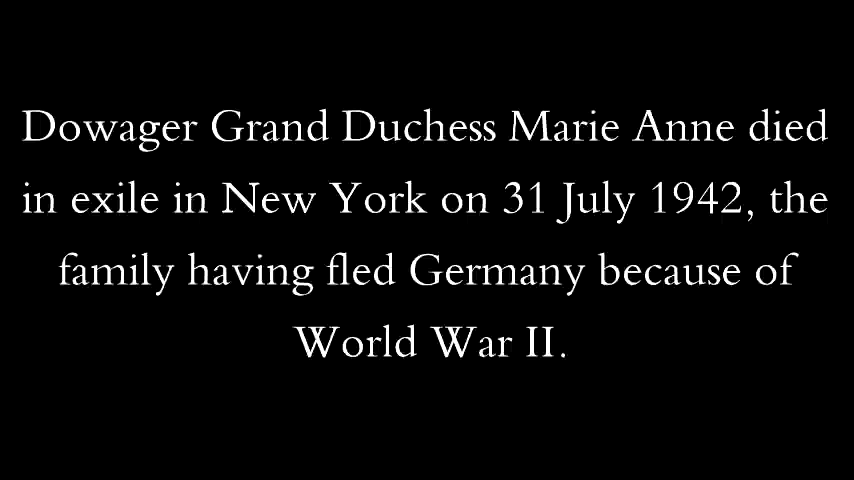 Dowager Grand Duchess Marie Anne died
in exile in New York on 31 July 1942, the
family having fled Germany because of
World War II.